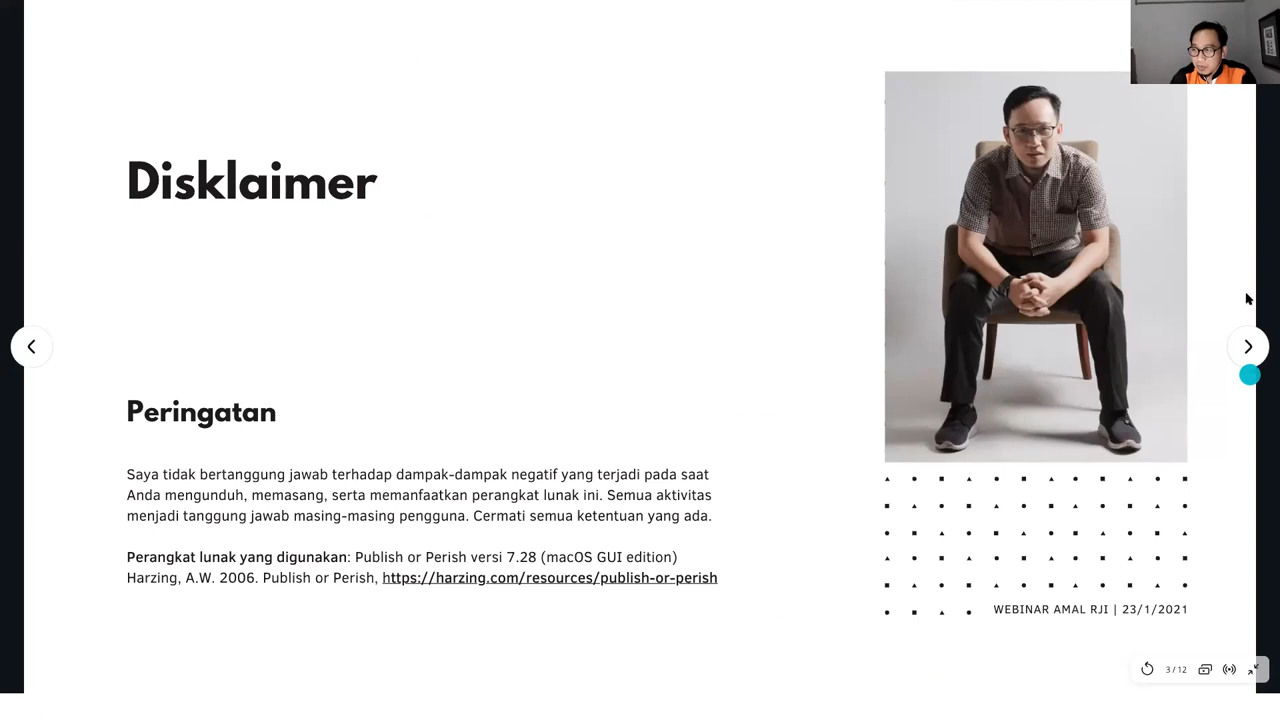 Disklaimer
Peringatan
Saya tidak bertanggung jawab terhadap dampak-dampak negatif yang terjadi pada saat
Anda mengunduh, memasang, serta memanfaatkan perangkat lunak ini. Semua aktivitas
menjadi tanggung jawab masing-masing pengguna. Cermati semua ketentuan yang ada.
Perangkat lunak yang digunakan: Publish or Perish versi 7.28 (macOS GUI edition)
Harzing, A.W. 2006. Publish or Perish, https://harzing.com/resources/publish-or-perish
WEBINAR AMAL RJI | 23/1/2021
3 / 12